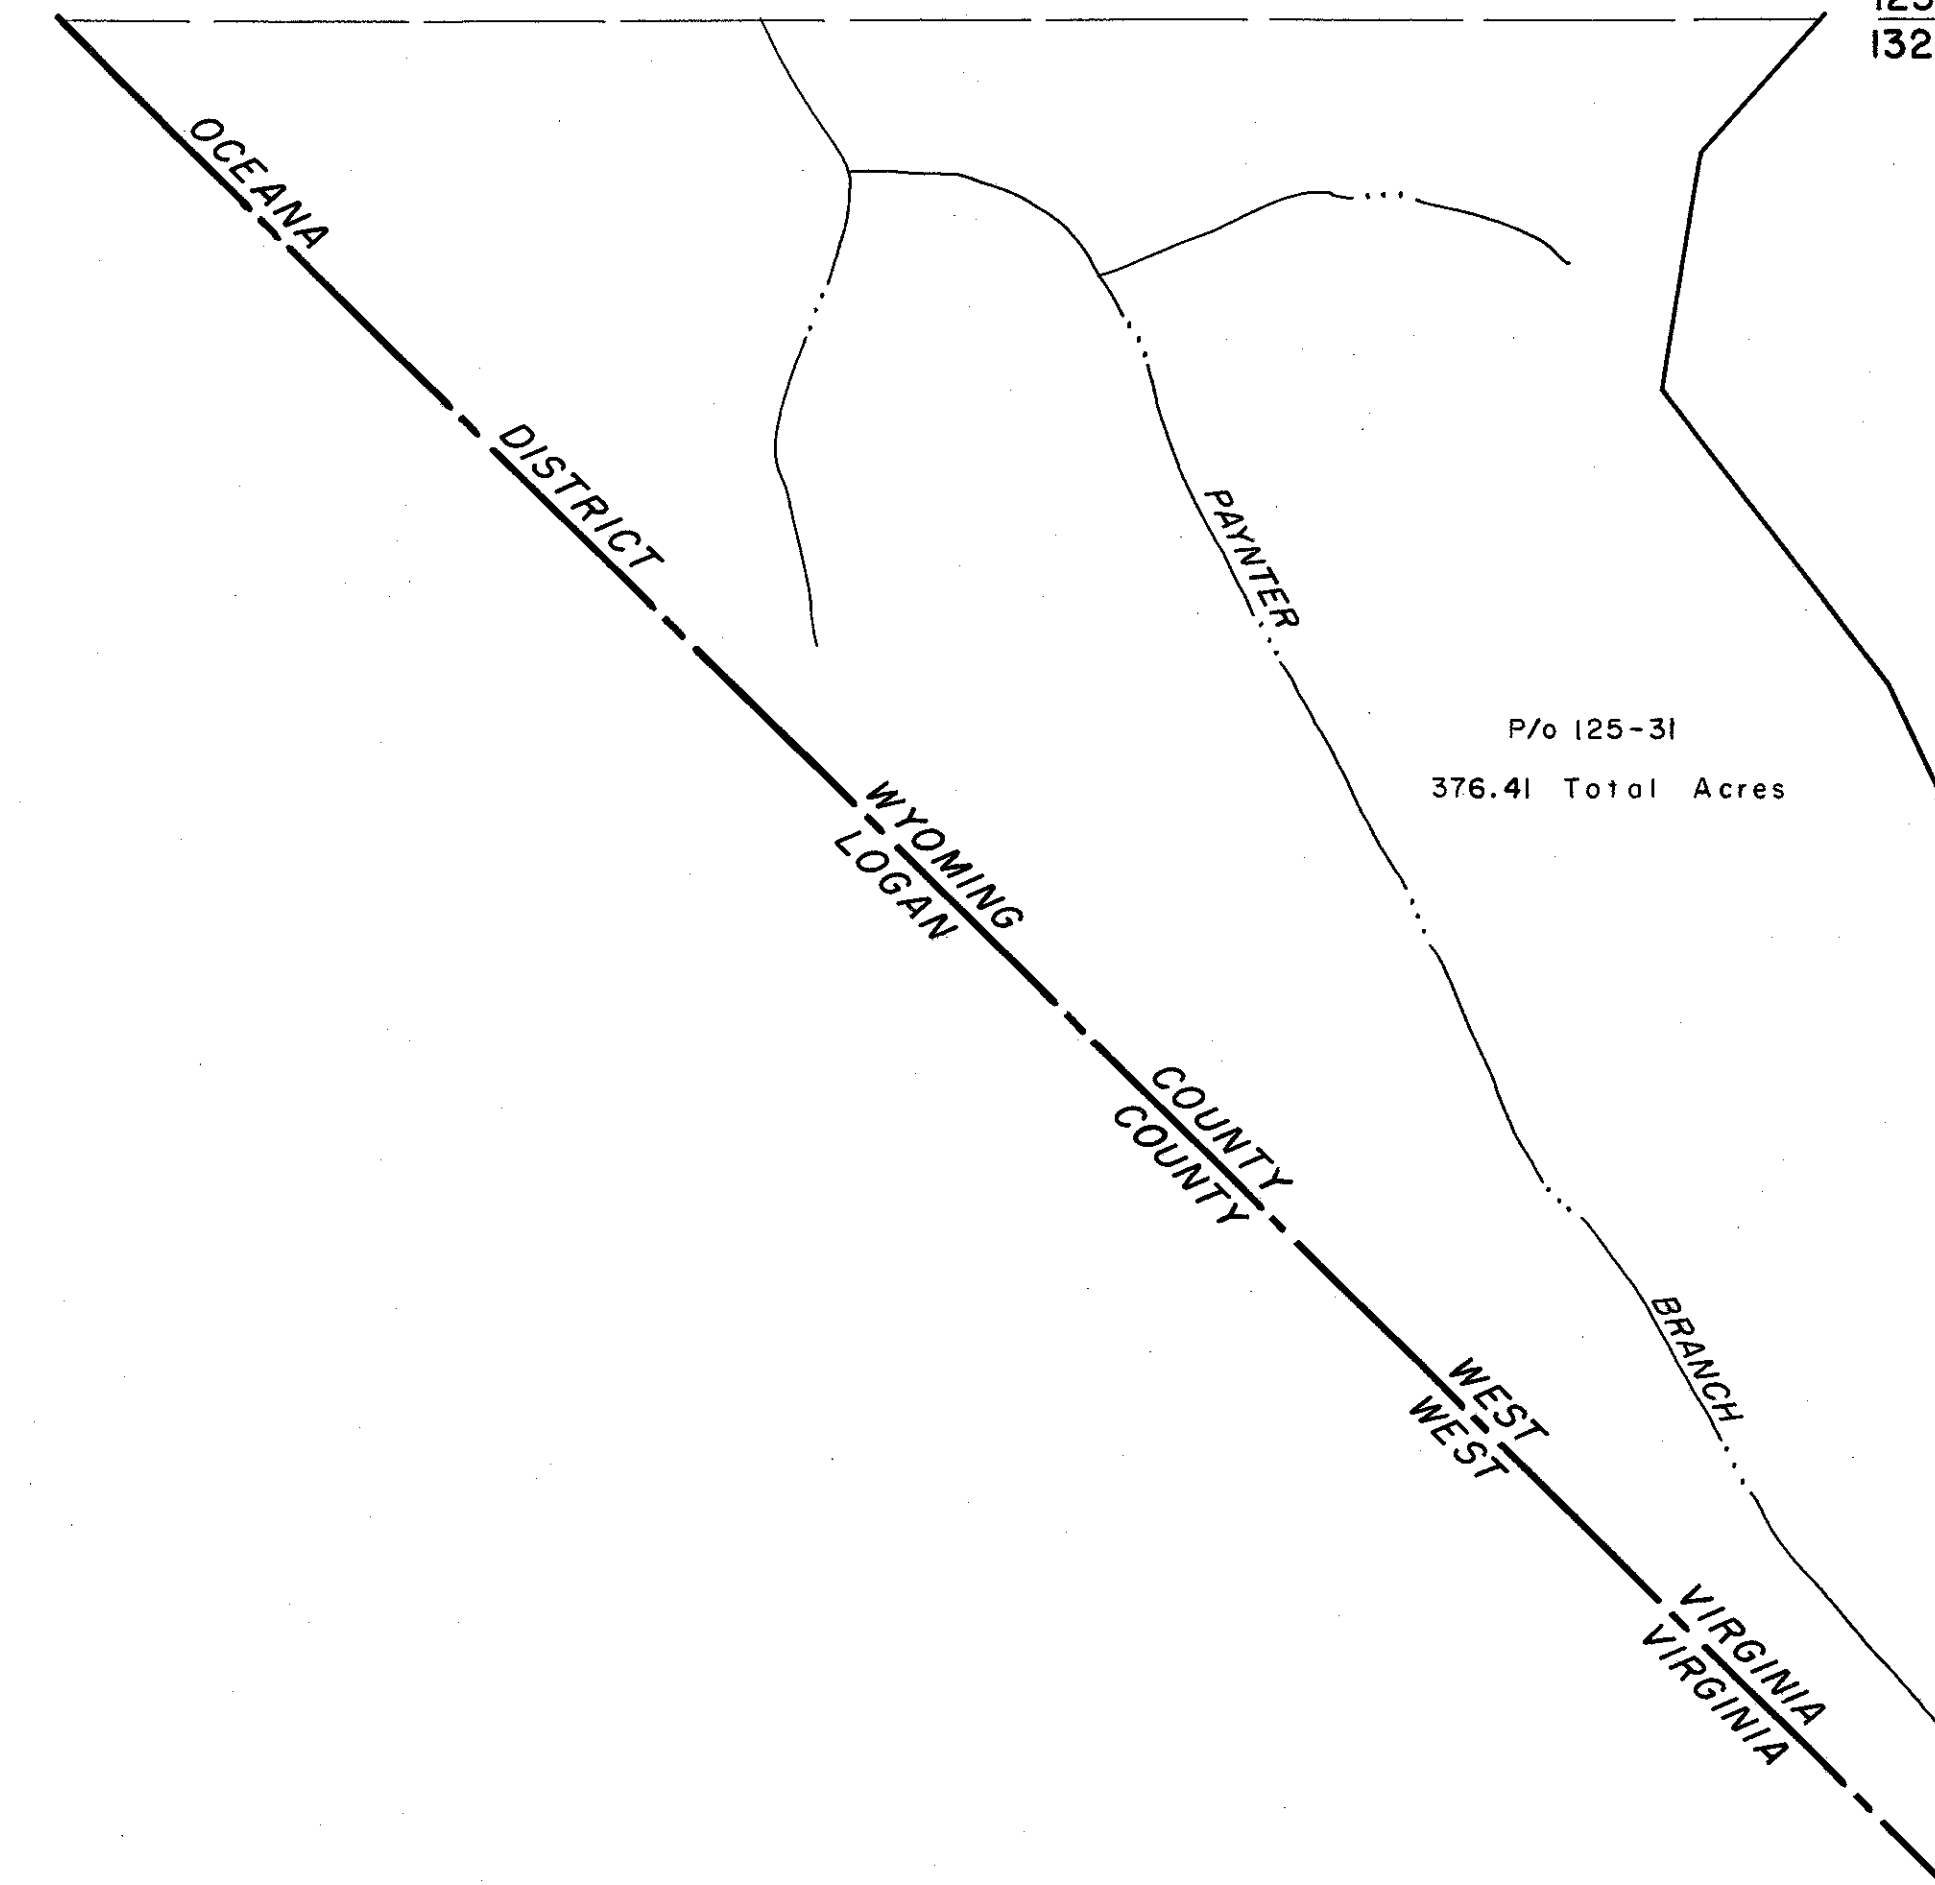 125
132
OCEANA DISTRICT WYOMING COUNTY WEST VIRGINIA
LOGAN COUNTY WEST VIRGINIA
PAYNTER BRANCH
P/o 125-31
376.41 Total Acres